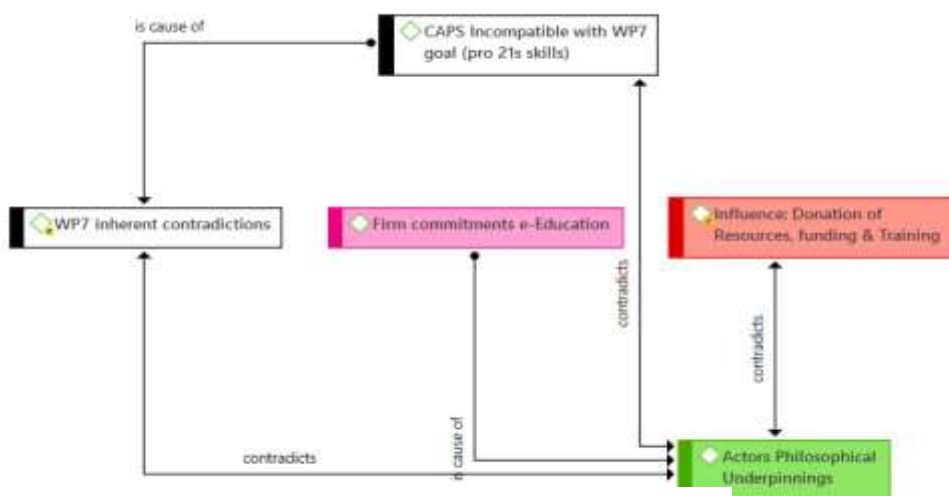 is cause of
CAPS Incompatible with WP7
goal (pro 21s skills)
WP7 inherent contradictions
Firm commitments e-Education
Influence: Donation of
Resources, funding & Training
contradicts
contradicts
contradicts
is cause of
Actors Philosophical
Underpinnings